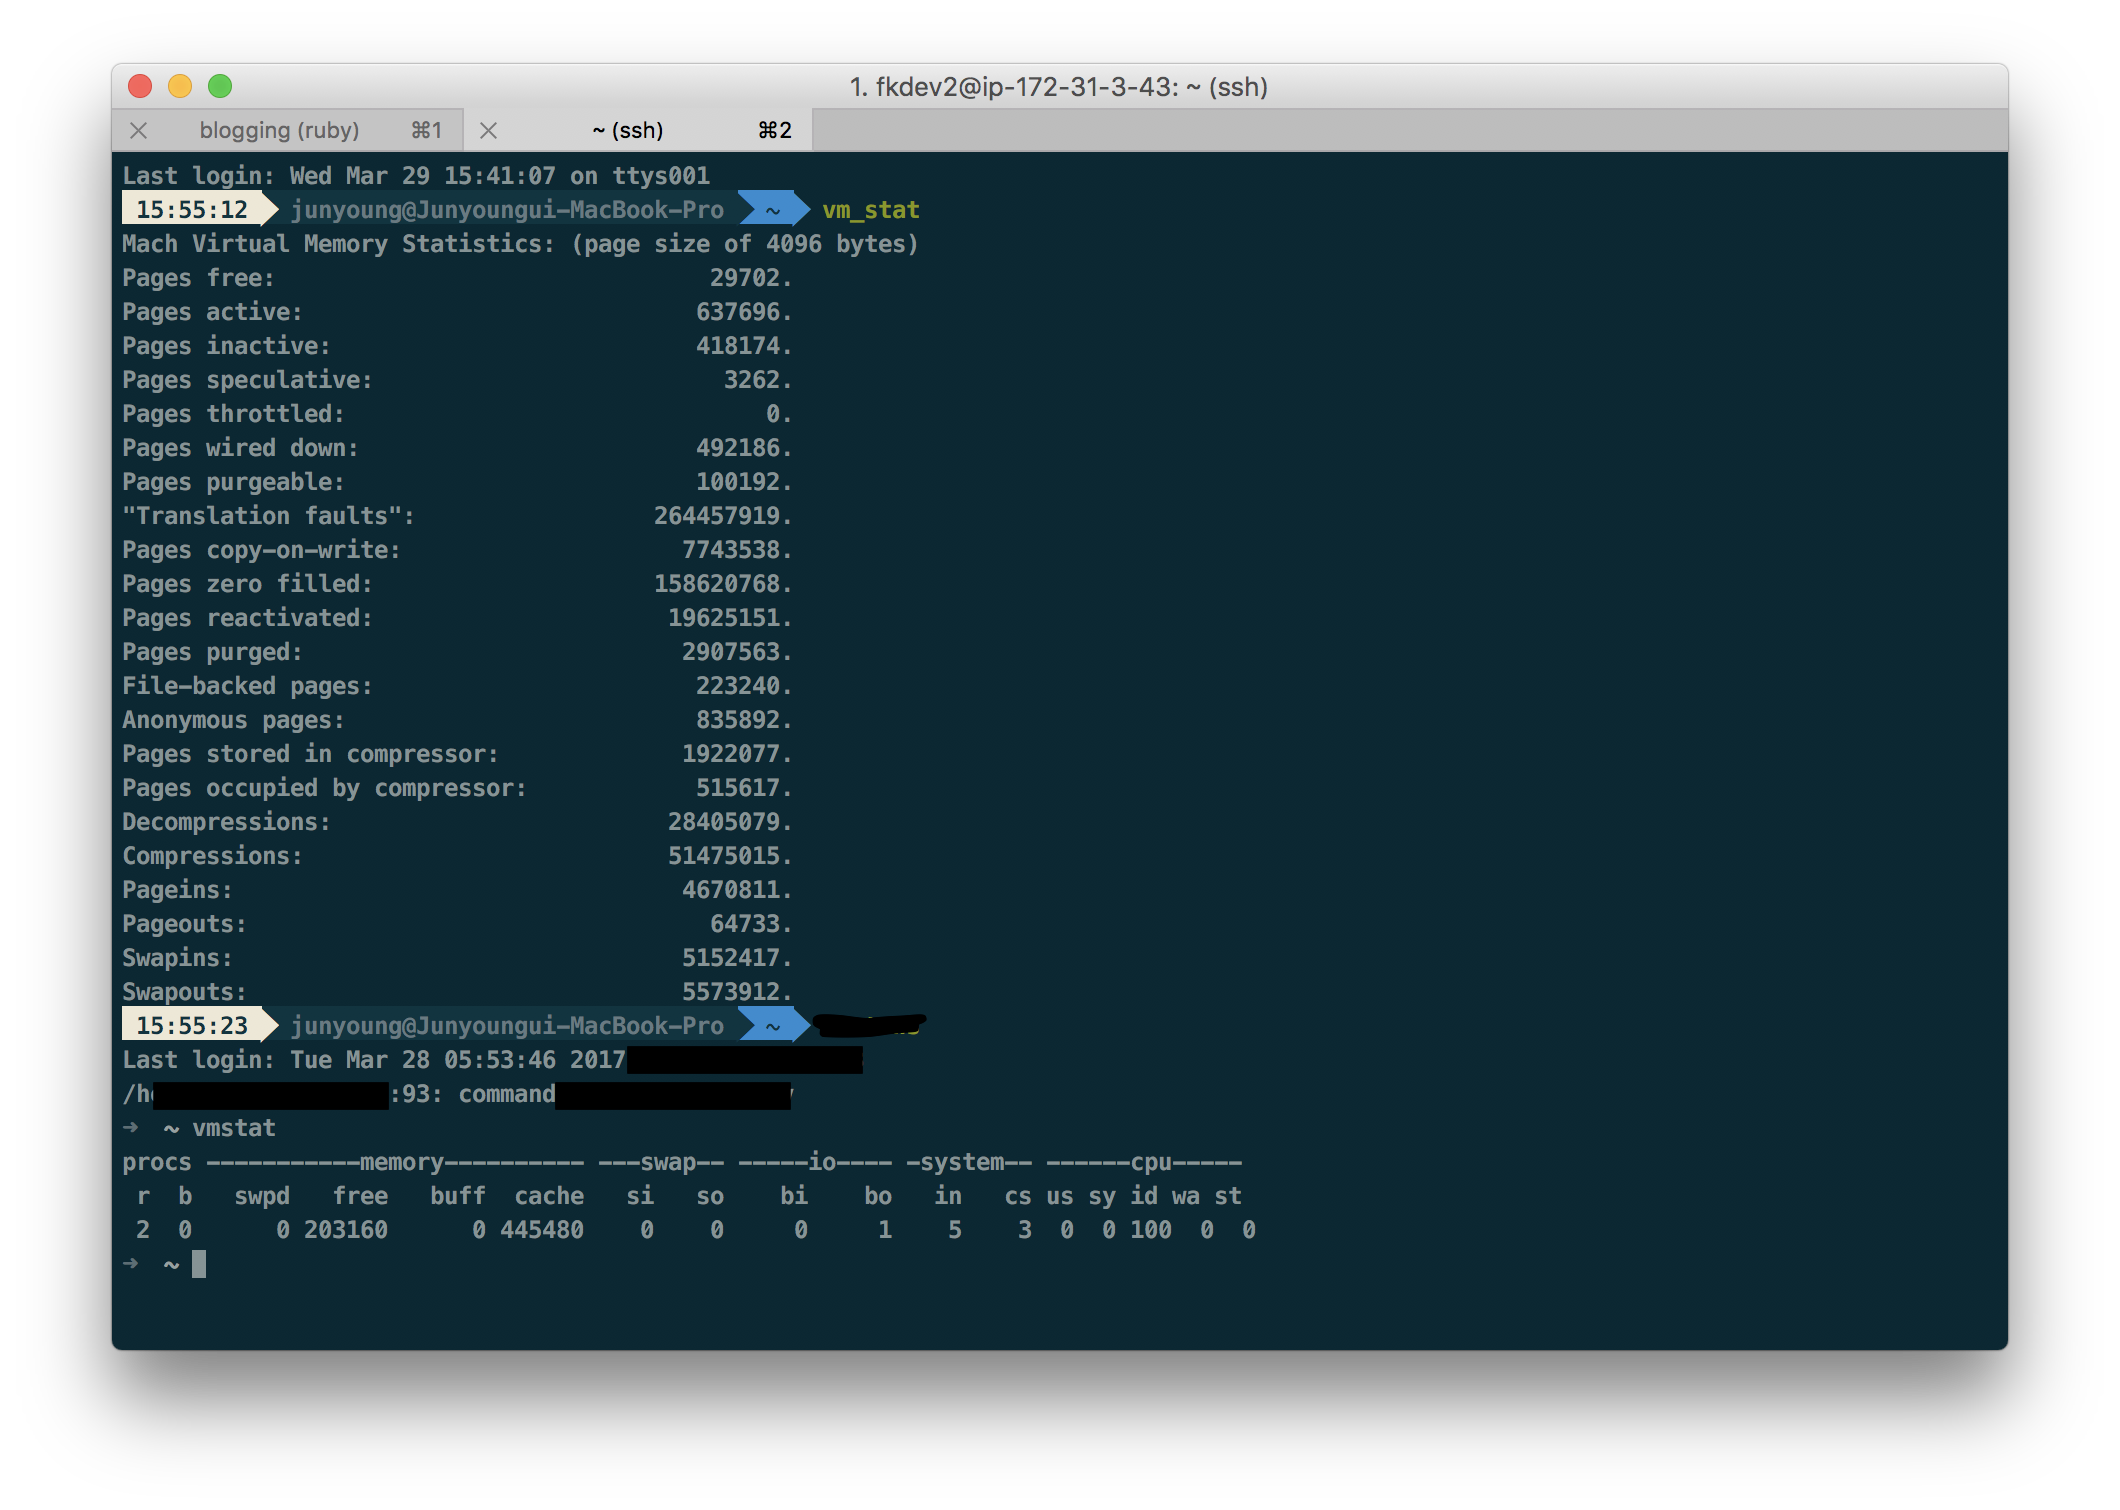 1. fkdev2@ip-172-31-3-43: ~ (ssh)
blogging (ruby) ⌘1 ~ (ssh) ⌘2
Last login: Wed Mar 29 15:41:07 on ttys001
15:55:12 junyoung@Junyoungui-MacBook-Pro ~ vm_stat
Mach Virtual Memory Statistics: (page size of 4096 bytes)
Pages free: 29702.
Pages active: 637696.
Pages inactive: 418174.
Pages speculative: 3262.
Pages throttled: 0.
Pages wired down: 492186.
Pages purgeable: 100192.
"Translation faults": 264457919.
Pages copy-on-write: 7743538.
Pages zero filled: 158620768.
Pages reactivated: 19625151.
Pages purged: 2907563.
File-backed pages: 223240.
Anonymous pages: 835892.
Pages stored in compressor: 1922077.
Pages occupied by compressor: 515617.
Decompressions: 28405079.
Compressions: 51475015.
Pageins: 4670811.
Pageouts: 64733.
Swapins: 5152417.
Swapouts: 5573912.
15:55:23 junyoung@Junyoungui-MacBook-Pro ~
Last login: Tue Mar 28 05:53:46 2017
:93: command
➜ ~ vmstat
procs -----------memory---------- ---swap-- -----io---- -system-- ------cpu-----
r b swpd free buff cache si so bi bo in cs us sy id wa st
2 0 0 203160 0 445480 0 0 0 1 5 3 0 0 100 0 0
➜ ~